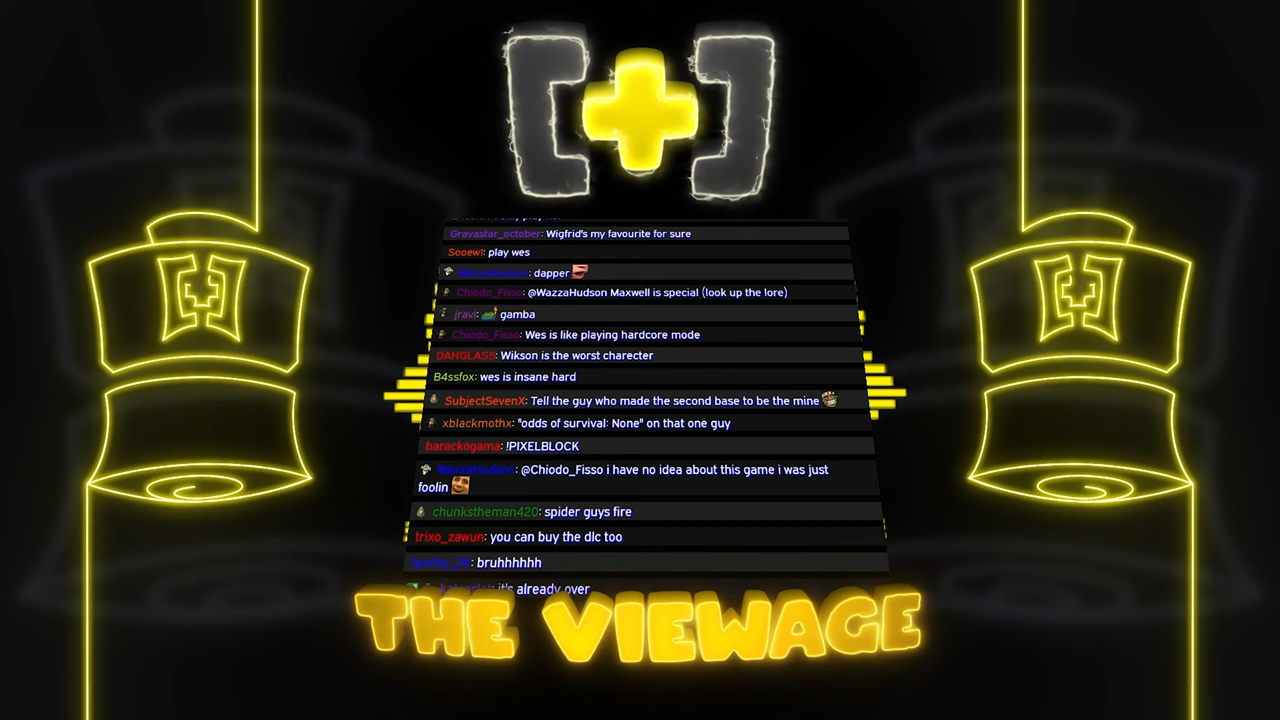 Gravastar_october: Wigfrid's my favourite for sure
Sooew!: play wes
WazzaHudson: dapper
Chiodo_Fisso: @WazzaHudson Maxwell is special (look up the lore)
jravi: gamba
Chiodo_Fisso: Wes is like playing hardcore mode
DAHGLASS: Wikson is the worst charecter
B4ssfox: wes is insane hard
SubjectSevenX: Tell the guy who made the second base to be the mine
xblackmothx: "odds of survival: None" on that one guy
barackogama: !PIXELBLOCK
WazzaHudson: @Chiodo_Fisso i have no idea about this game i was just
foolin
chunkstheman420: spider guys fire
trixo_zawun: you can buy the dlc too
: bruhhhhhh
: it's already over
THE VIEWAGE